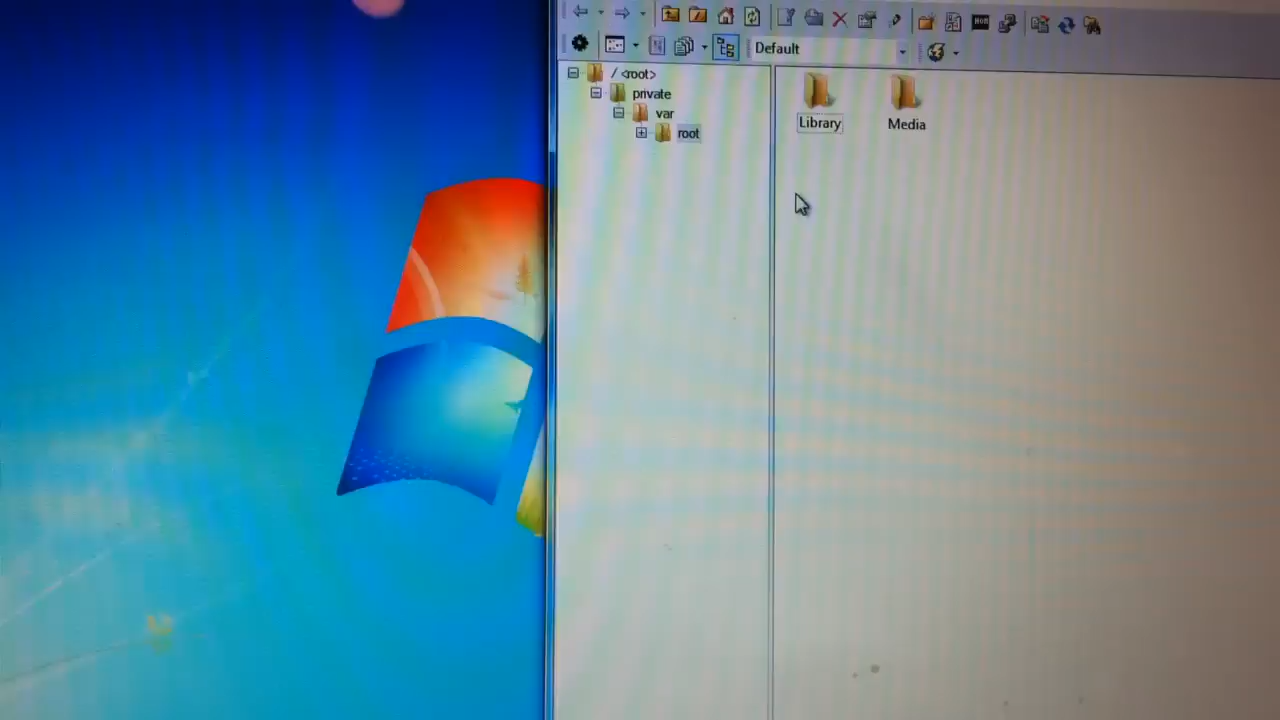 Default
/ <root>
private
var
root
Library
Media